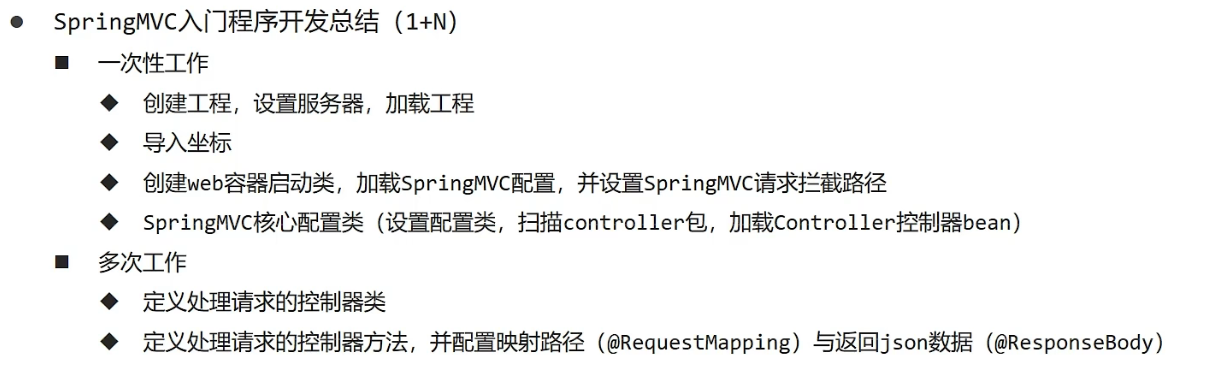 SpringMVC入门程序开发总结（1+N）
一次性工作
创建工程，设置服务器，加载工程
导入坐标
创建web容器启动类，加载SpringMVC配置，并设置SpringMVC请求拦截路径
SpringMVC核心配置类（设置配置类，扫描controller包，加载Controller控制器bean）
多次工作
定义处理请求的控制器类
定义处理请求的控制器方法，并配置映射路径（@RequestMapping）与返回json数据（@ResponseBody）